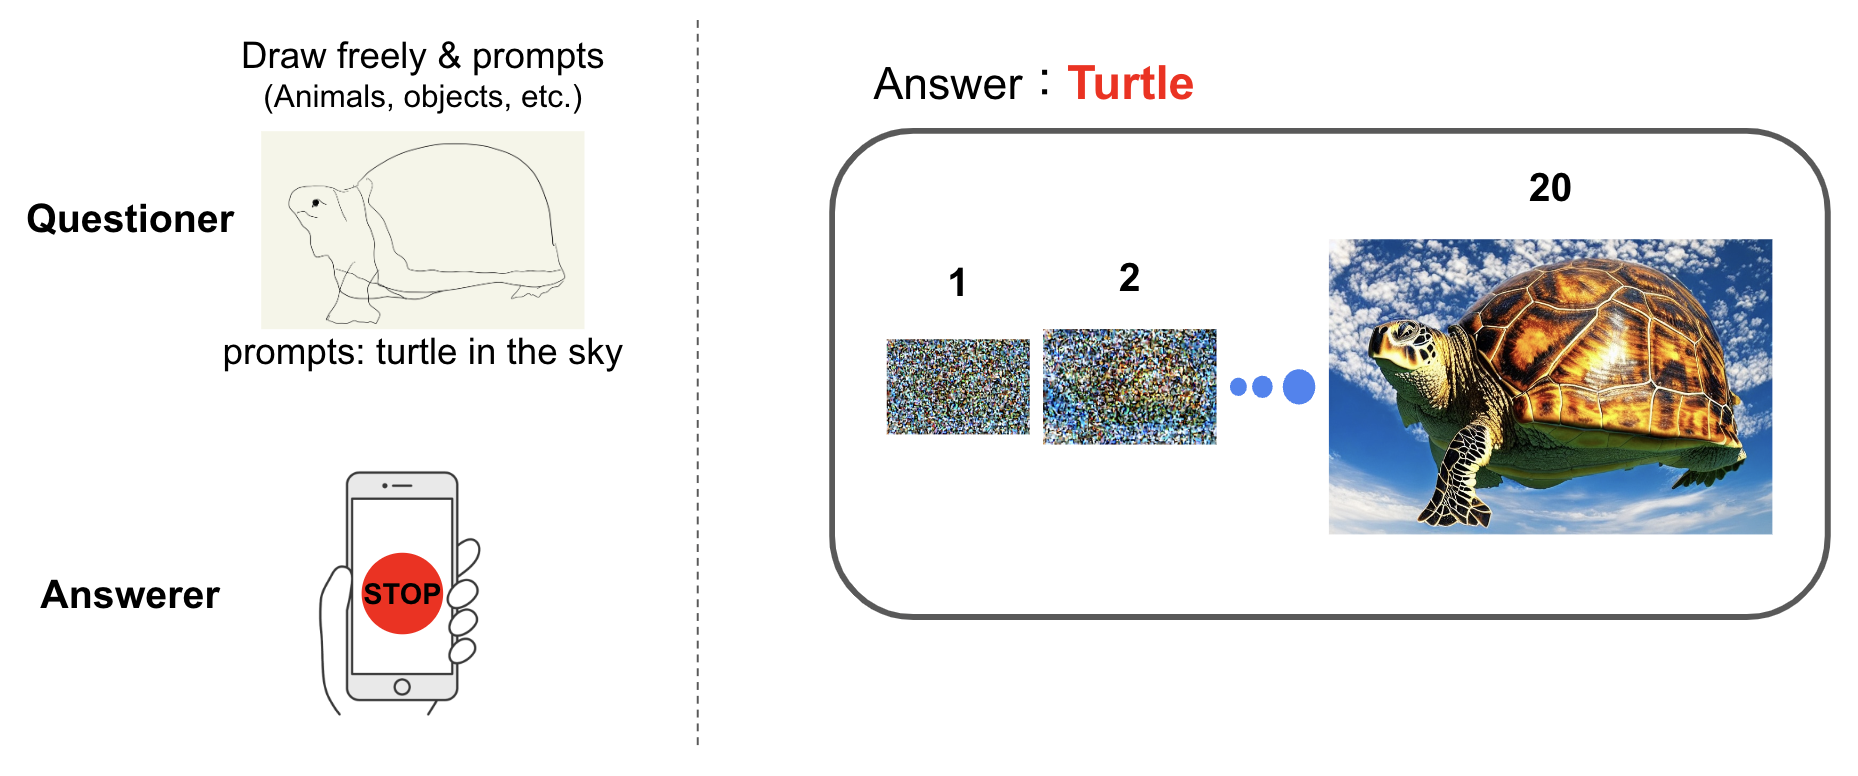 Draw freely & prompts
(Animals, objects, etc.)
Questioner
prompts: turtle in the sky
Answerer
STOP
Answer：Turtle
1
2
20